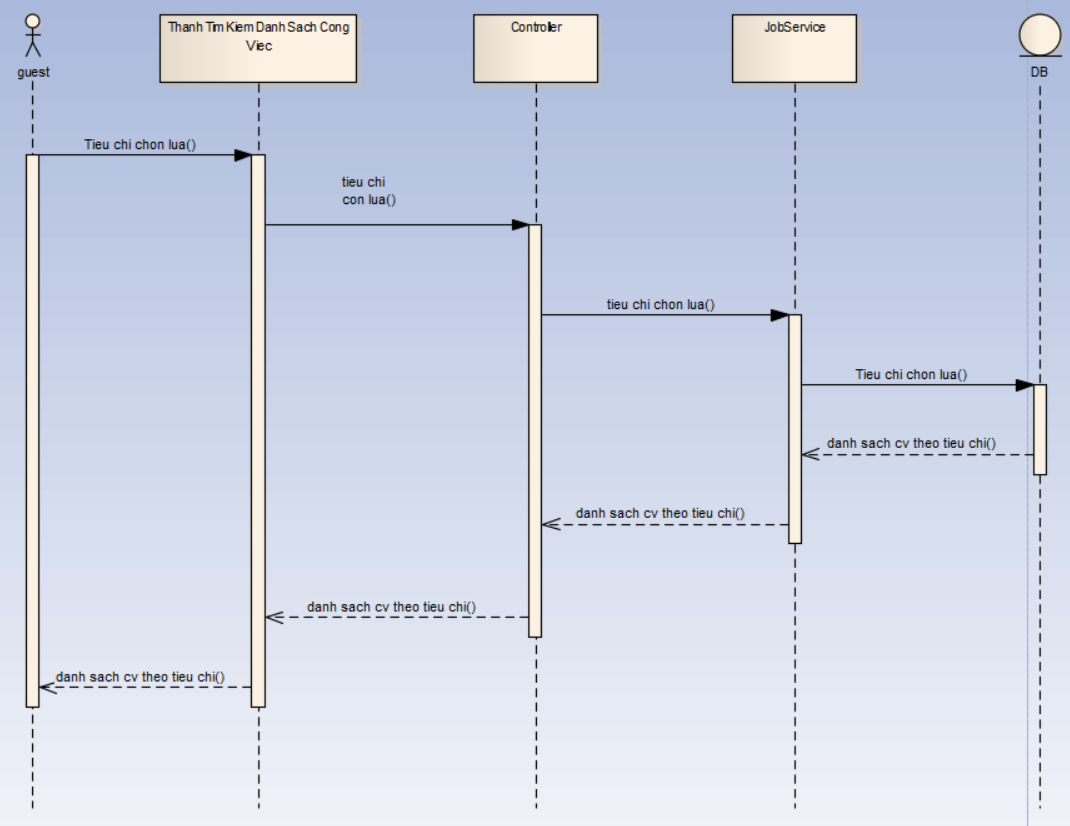 guest
Thanh Tim Kiem Danh Sach Cong
Viec
Controller
JobService
DB
Tieu chi chon lua()
tieu chi
con lua()
tieu chi chon lua()
Tieu chi chon lua()
danh sach cv theo tieu chi()
danh sach cv theo tieu chi()
danh sach cv theo tieu chi()
danh sach cv theo tieu chi()